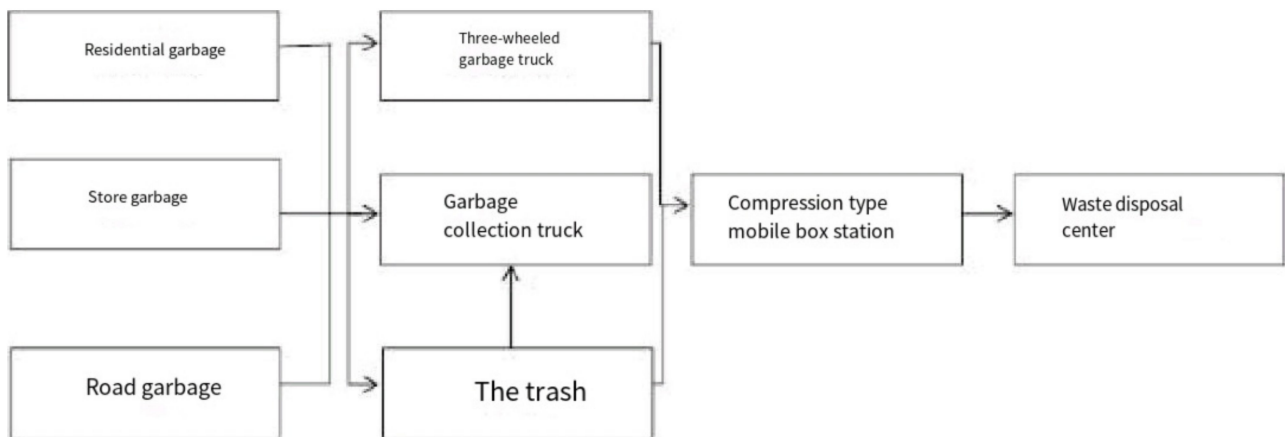 Residential garbage
Three-wheeled
garbage truck
Store garbage
Garbage
collection truck
Compression type
mobile box station
Waste disposal
center
Road garbage
The trash